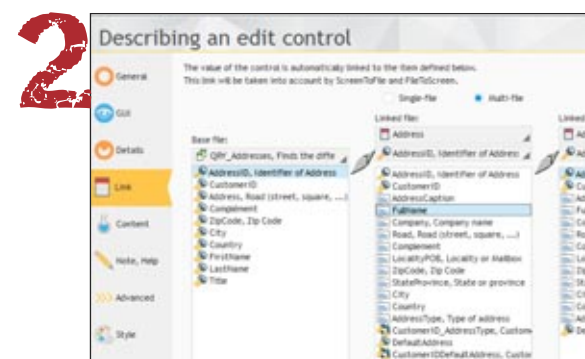 2
Describing an edit control
The value of the control is automatically linked to the item defined below.
This link will be taken into account by ScreenToFile and FileToScreen.
Single-file Multi-file
General
GUI
Details
Link
Content
Note, Help
Advanced
Style
Base file:
QRY_Addresses, Finds the diffe
AddressID, Identifier of Address
CustomerID
Address, Road (street, square, ...)
Complement
ZipCode, Zip Code
City
Country
FirstName
LastName
Title
Linked file:
Address
AddressID, Identifier of Address
AddressID, Identifier of Address
CustomerID
AddressCaption
FullName
Company, Company name
Road, Road (street, square, ...)
Complement
LocalityPOB, Locality or Mailbox
ZipCode, Zip Code
StateProvince, State or province
City
Country
AddressType, Type of address
CustomerID_AddressType, Custom
DefaultAddress
CustomerIDDefaultAddress, Custor
Linked